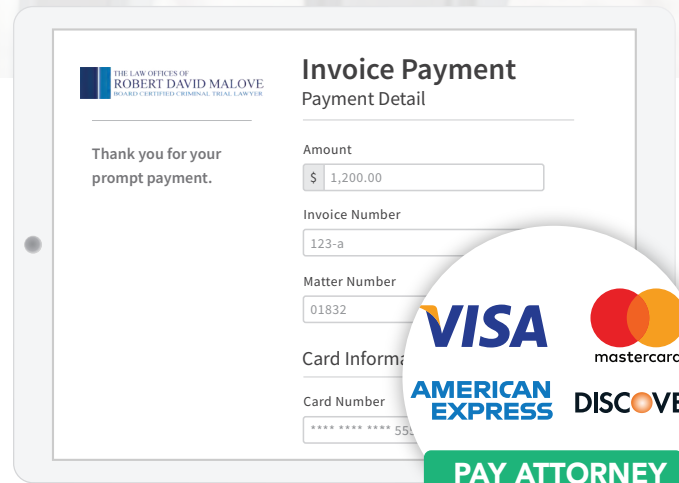 THE LAW OFFICES OF
ROBERT DAVID MALOVE
BOARD CERTIFIED CRIMINAL TRIAL LAWYER
Thank you for your
prompt payment.
Invoice Payment
Payment Detail
Amount
$ 1,200.00
Invoice Number
123-a
Matter Number
01832
Card Informa
Card Number
**** **** **** 555
VISA
mastercard
AMERICAN
EXPRESS
DISCOVE
PAY ATTORNEY